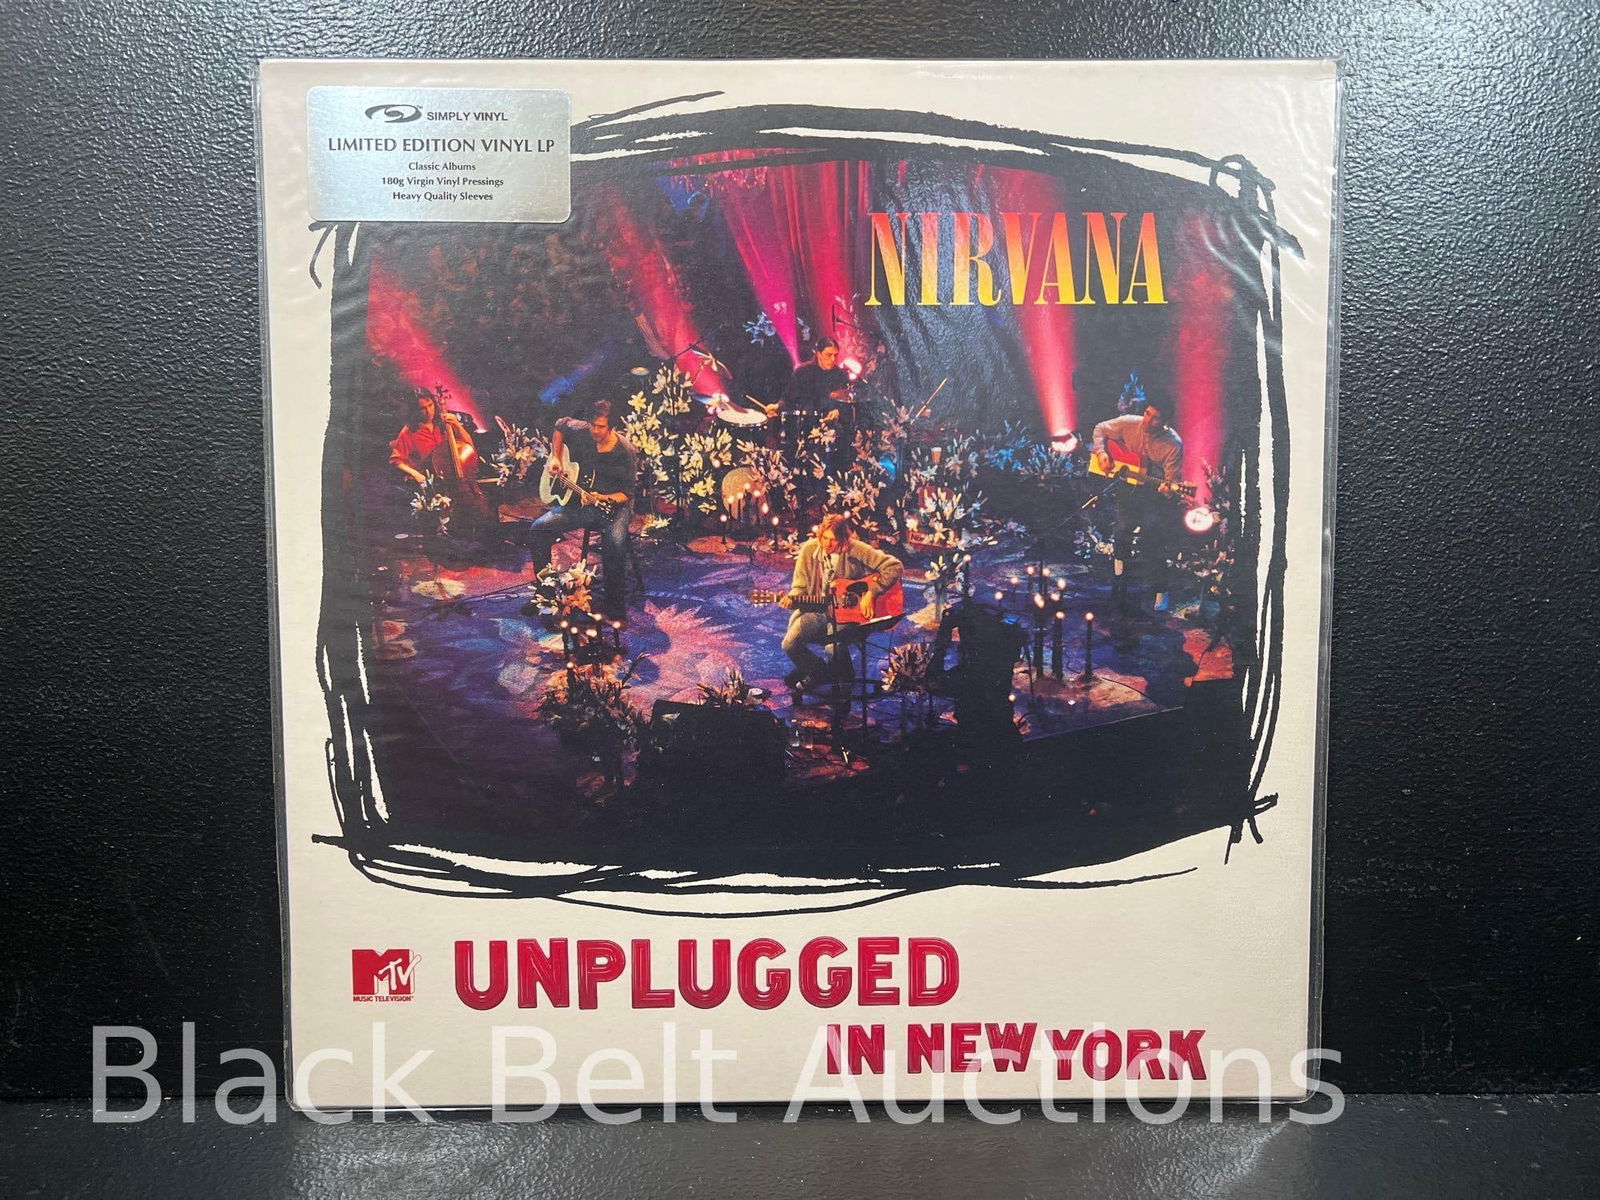 SIMPLY VINYL
LIMITED EDITION VINYL LP
Classic Albums
180g Virgin Vinyl Pressings
Heavy Quality Sleeves
NIRVANA
MTV
MUSIC TELEVISION
UNPLUGGED
IN NEW YORK
Black Belt Auctions